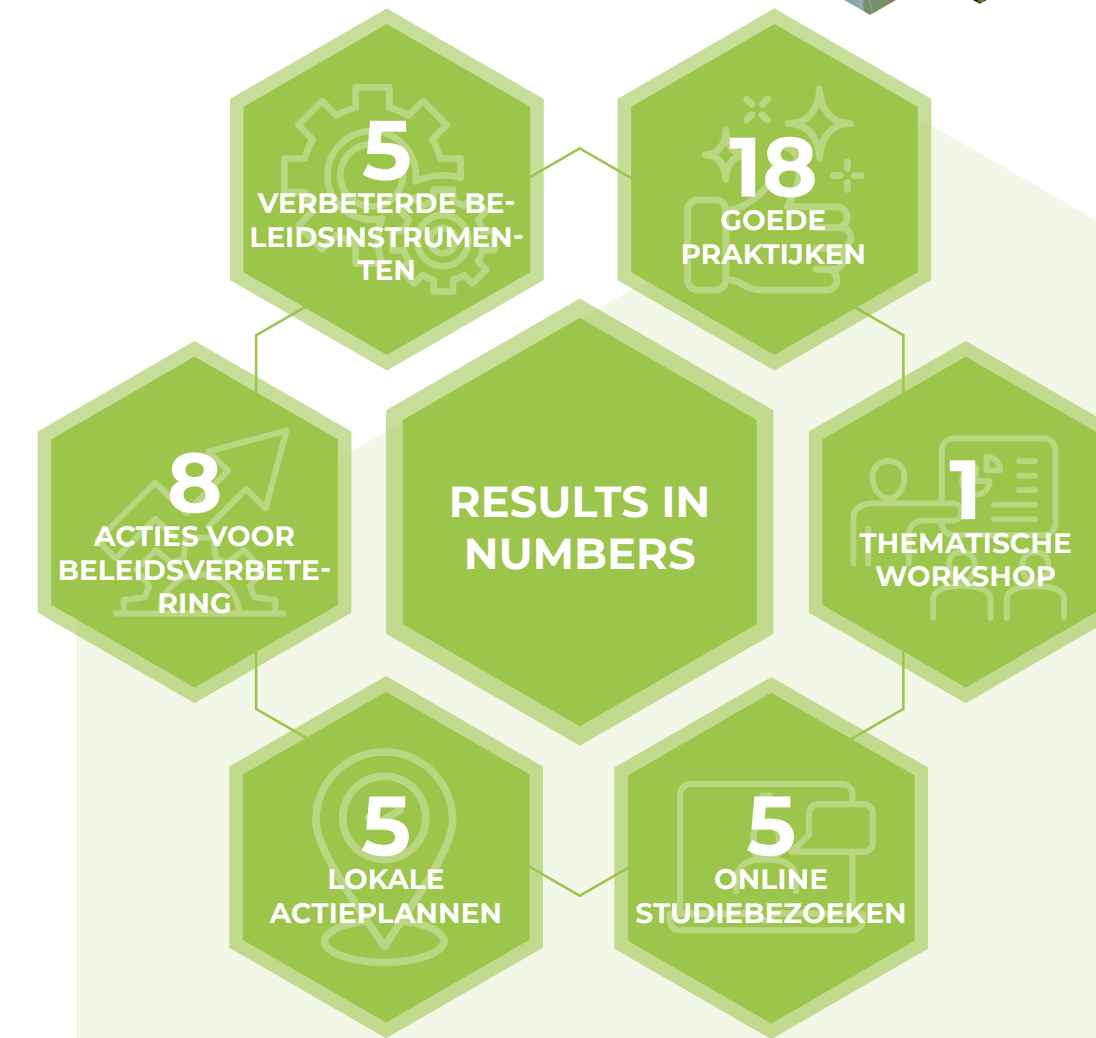 5
VERBETERDE BE-
LEIDSINSTRUMEN-
TEN
18
GOEDE
PRAKTIJKEN
8
ACTIES VOOR
BELEIDSVERBETE-
RING
RESULTS IN
NUMBERS
1
THEMATISCHE
WORKSHOP
5
LOKALE
ACTIEPLANNEN
5
ONLINE
STUDIEBEZOEKEN